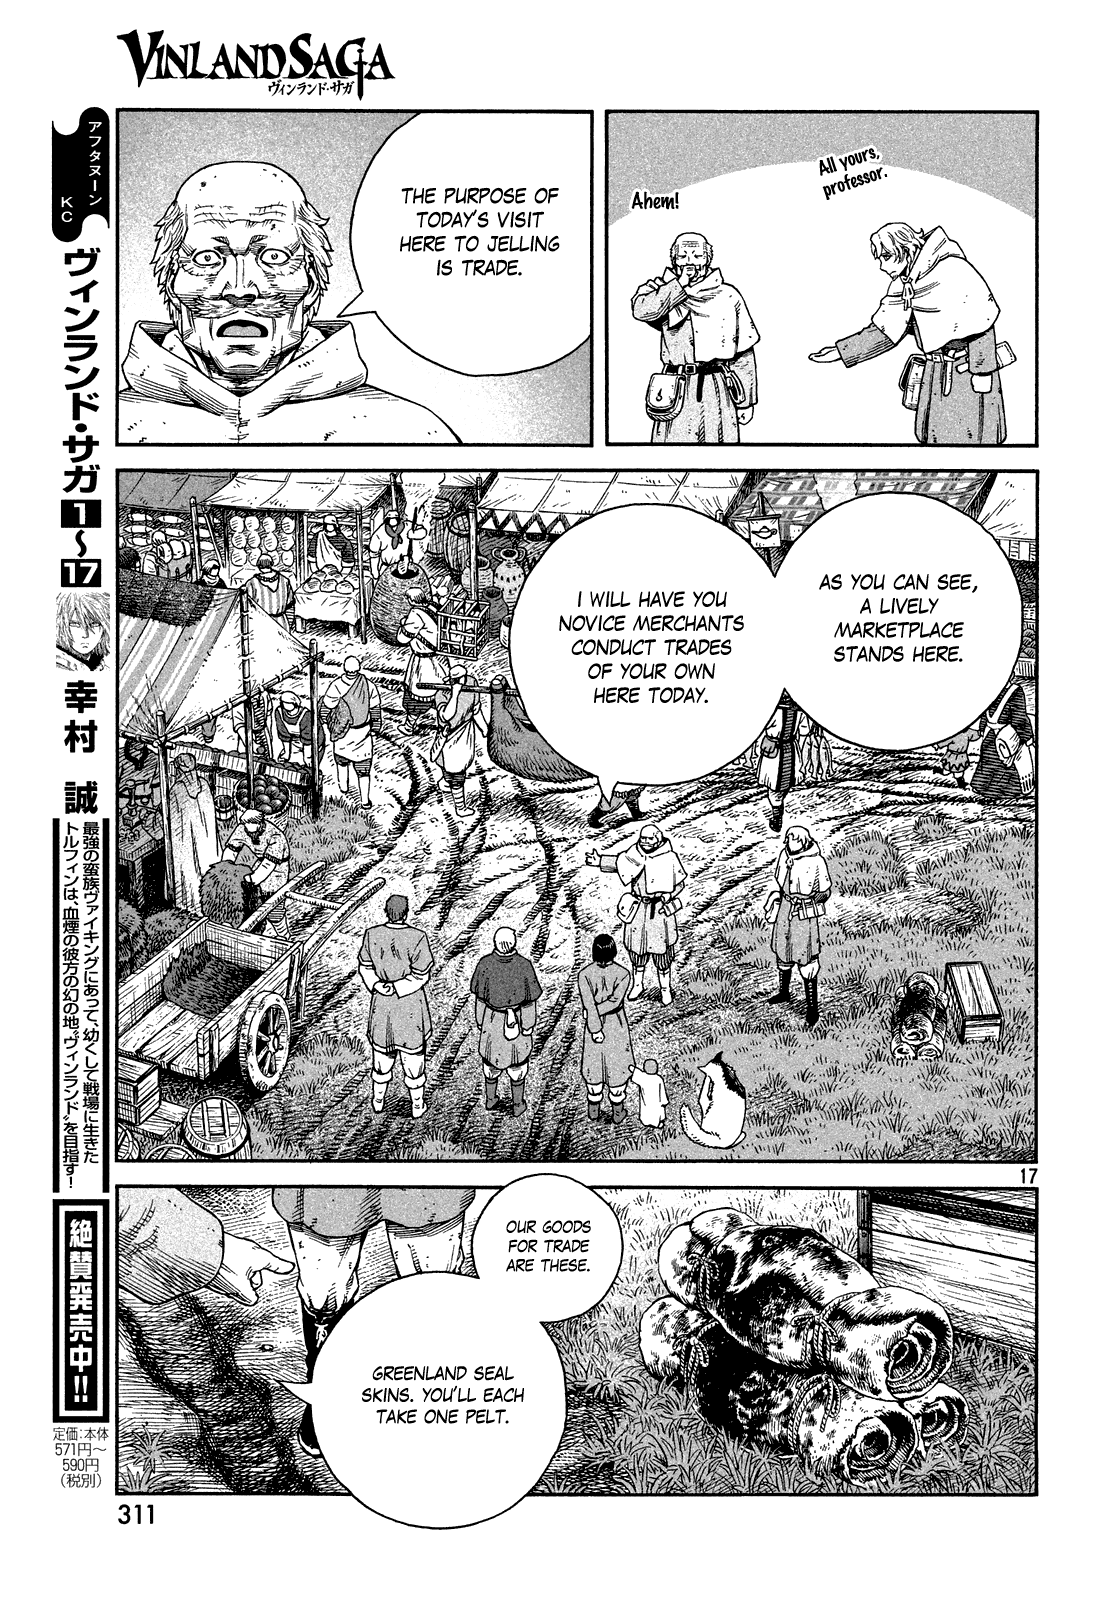 VINLAND SAGA
ヴィンランド・サガ
All yours,
professor.
Ahem!
THE PURPOSE OF
TODAY'S VISIT
HERE TO JELLING
IS TRADE.
AS YOU CAN SEE,
A LIVELY
MARKETPLACE
STANDS HERE.
I WILL HAVE YOU
NOVICE MERCHANTS
CONDUCT TRADES
OF YOUR OWN
HERE TODAY.
17
OUR GOODS
FOR TRADE
ARE THESE.
GREENLAND SEAL
SKINS. YOU'LL EACH
TAKE ONE PELT.
アフタヌーン
KC
ヴィンランド・サガ1〜17
幸村 誠
最強の蛮族ヴァイキングにあって、幼くして戦場に生きた
トルフィンは、血煙の彼方の幻の地“ヴィンランド”を目指す!
絶賛発売中!!
定価:本体
571円〜
590円
(税別)
311